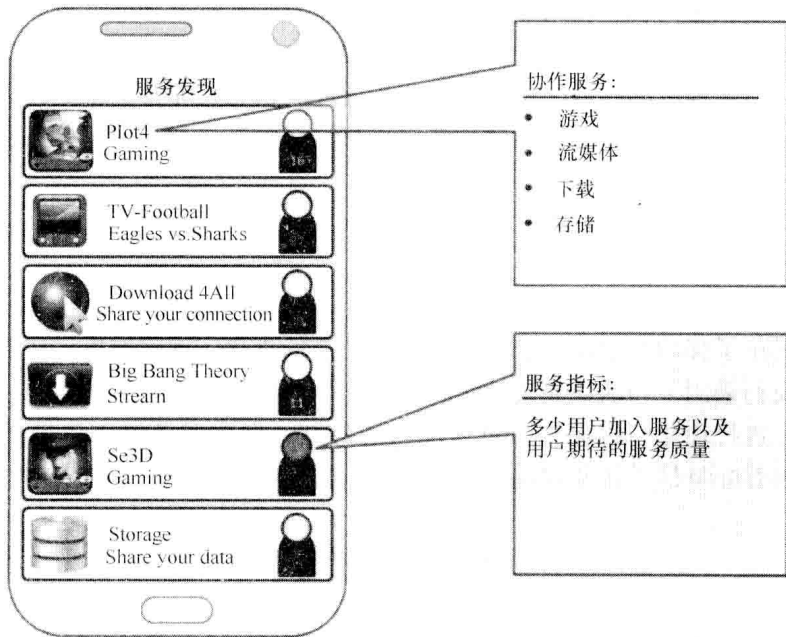 服务发现
Plot4
Gaming
TV-Football
Eagles vs.Sharks
Download 4All
Share your connection
Big Bang Theory
Strearn
Se3D
Gaming
Storage
Share your data
协作服务:
• 游戏
• 流媒体
• 下载
• 存储
服务指标:
多少用户加入服务以及
用户期待的服务质量